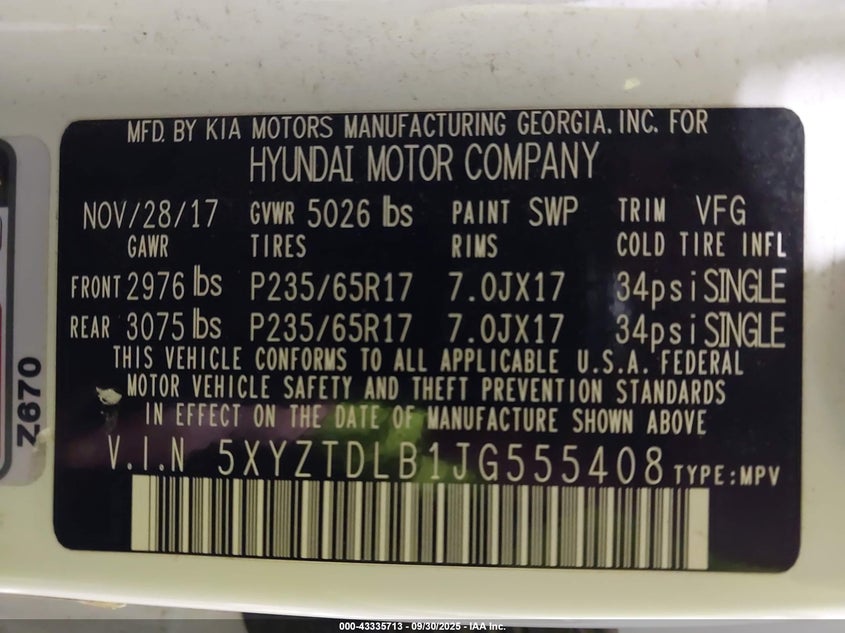 MFD. BY KIA MOTORS MANUFACTURING GEORGIA, INC. FOR
HYUNDAI MOTOR COMPANY
NOV/28/17 GVWR 5026 lbs PAINT SWP TRIM VFG
GAWR TIRES RIMS COLD TIRE INFL
FRONT 2976 lbs P235/65R17 7.0JX17 34psi SINGLE
REAR 3075 lbs P235/65R17 7.0JX17 34psi SINGLE
THIS VEHICLE CONFORMS TO ALL APPLICABLE U.S.A. FEDERAL
MOTOR VEHICLE SAFETY AND THEFT PREVENTION STANDARDS
IN EFFECT ON THE DATE OF MANUFACTURE SHOWN ABOVE
V.I.N 5XYZTDLB1JG555408 TYPE:MPV
Z670
000-43335713 - 09/30/2025 - IAA Inc.